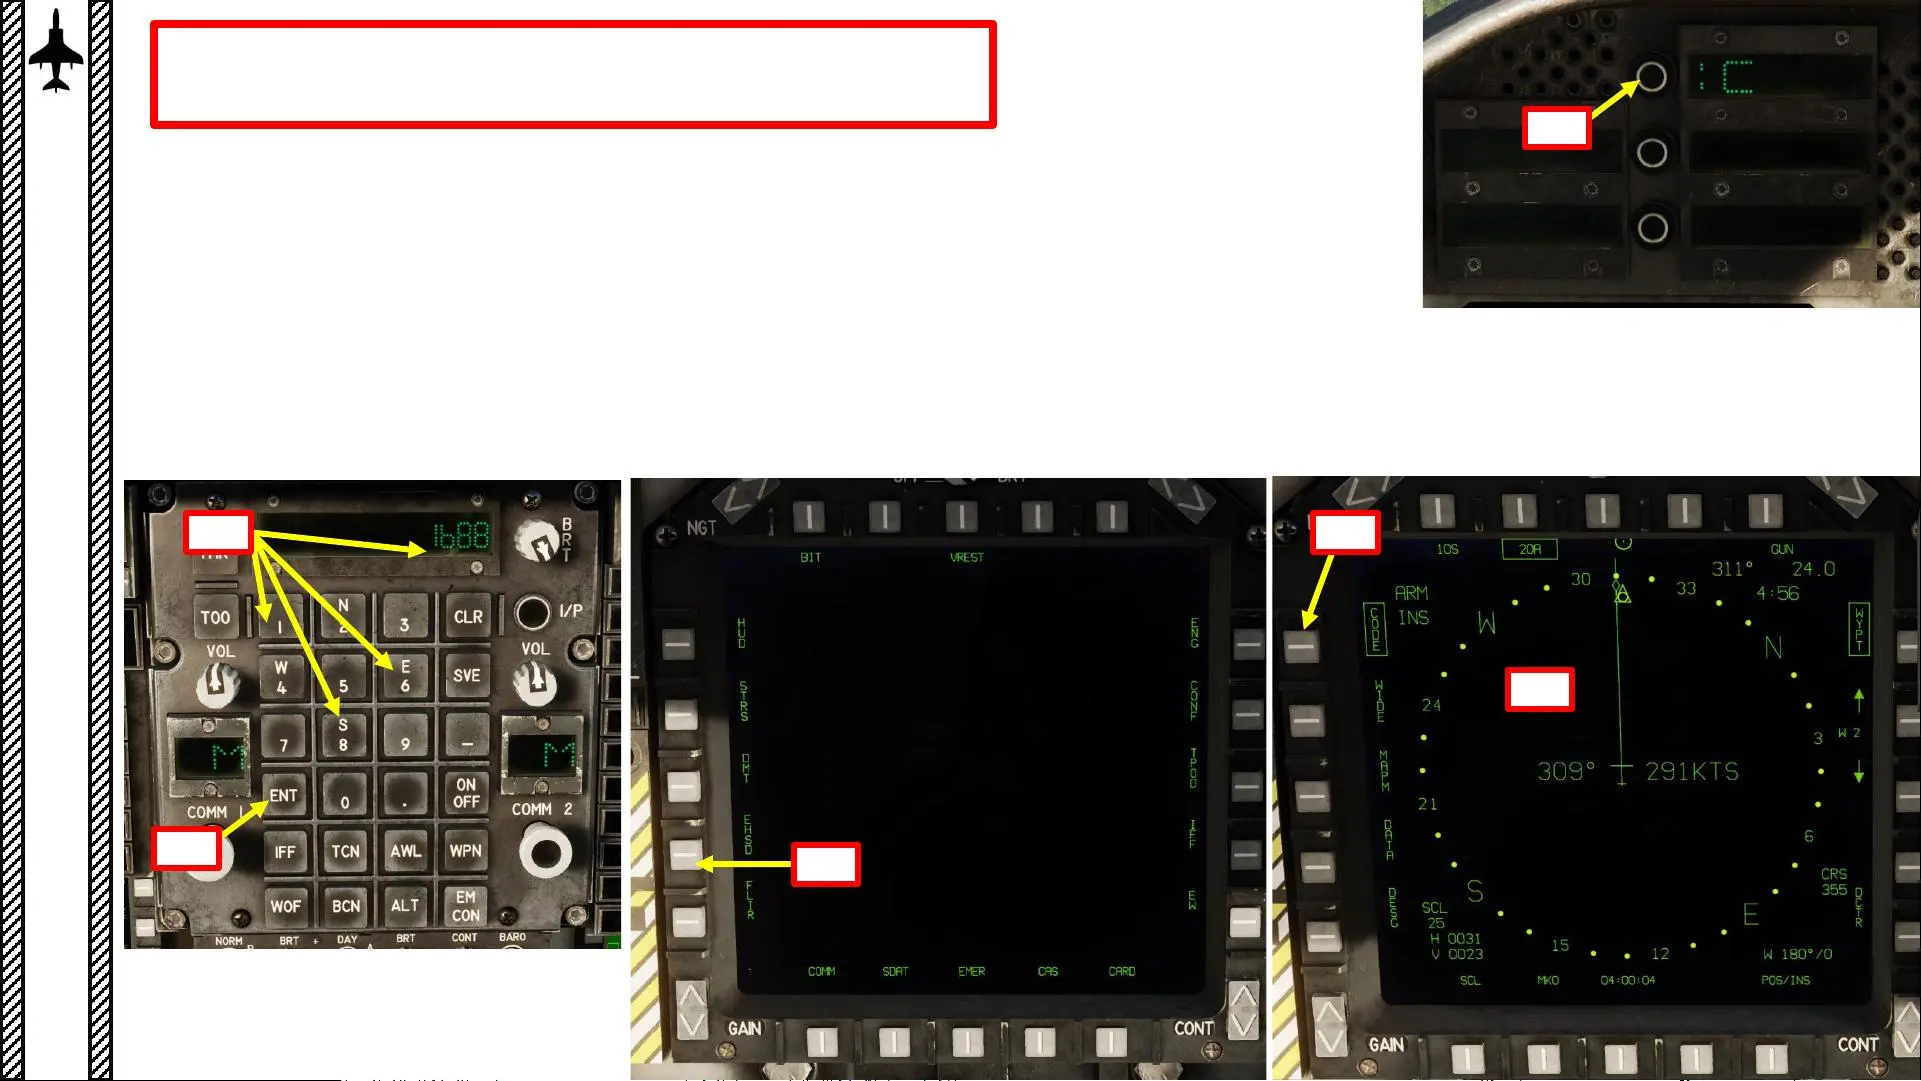 :C
1688
B
R
T
TOO
1
N
2
3
CLR
I/P
VOL
W
4
5
E
6
SVE
VOL
7
S
8
9
–
M
M
ENT
0
.
ON
OFF
COMM 1
COMM 2
IFF
TCN
AWL
WPN
WOF
BCN
ALT
EM
CON
NORM
BRT
+
DAY
BRT
CONT
BARO
NGT
BIT
VREST
HUD
STRS
DMT
EHSD
FLIR
ENG
CONF
TPOD
IFF
EW
COMM
SDAT
EMER
CAS
CARD
GAIN
CONT
10S
20A
GUN
ARM
INS
CODE
WIDE
MAPM
DATA
DESG
30
33
311°
24.0
4:56
WYPT
W
N
24
3
W 2
309°
291KTS
21
6
S
E
CRS
355
DCTR
SCL
25
H 0031
V 0023
15
12
W 180°/0
SCL
MKO
04:00:04
POS/INS
GAIN
CONT